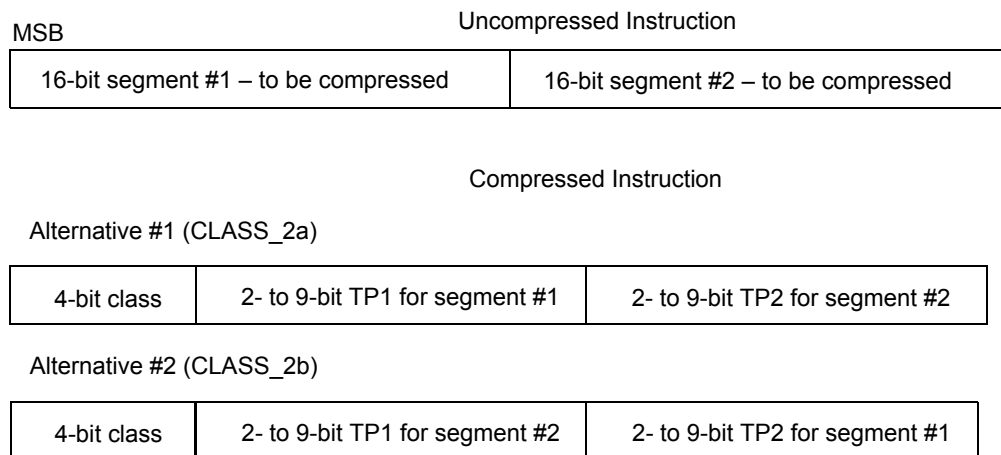 Uncompressed Instruction
MSB
16-bit segment #1 – to be compressed
16-bit segment #2 – to be compressed
Compressed Instruction
Alternative #1 (CLASS_2a)
4-bit class
2- to 9-bit TP1 for segment #1
2- to 9-bit TP2 for segment #2
Alternative #2 (CLASS_2b)
4-bit class
2- to 9-bit TP1 for segment #2
2- to 9-bit TP2 for segment #1